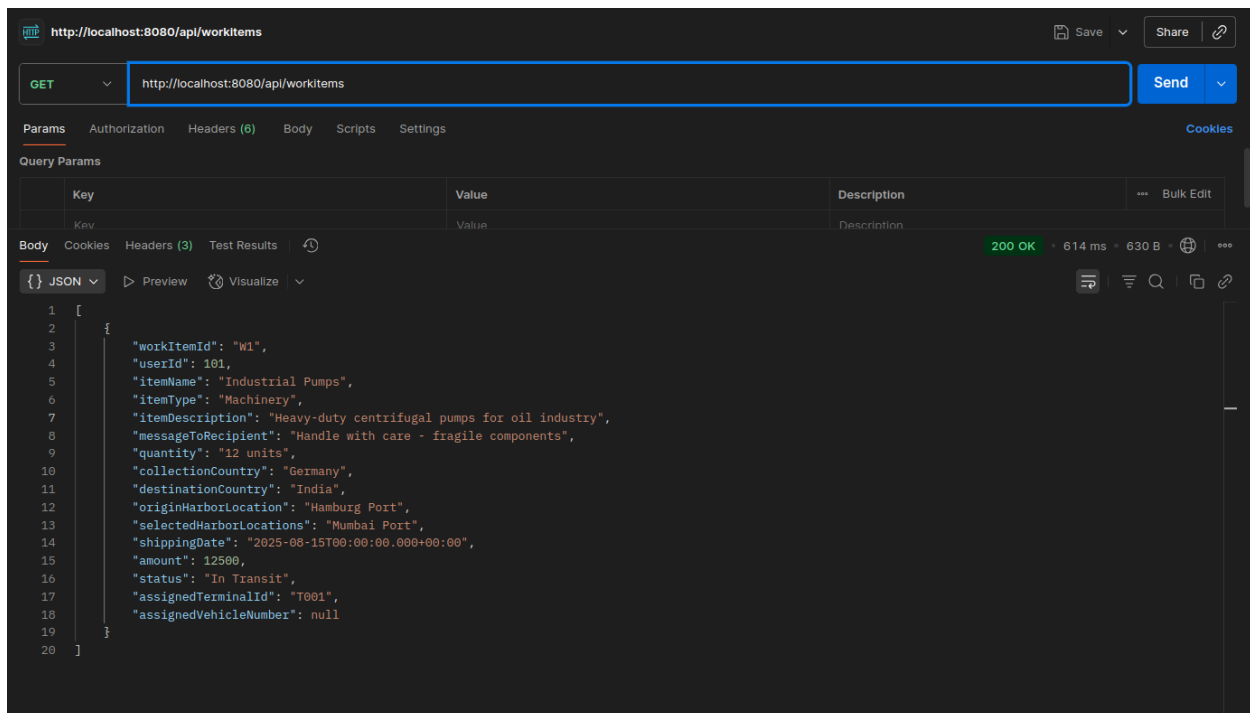 HTTP http://localhost:8080/api/workitems Save Share
GET http://localhost:8080/api/workitems Send
Params Authorization Headers (6) Body Scripts Settings Cookies
Query Params
Key Value Description Bulk Edit
Key Value Description
Body Cookies Headers (3) Test Results 200 OK 614 ms 630 B
{} JSON Preview Visualize
1 [
2 {
3 "workItemId": "W1",
4 "userId": 101,
5 "itemName": "Industrial Pumps",
6 "itemType": "Machinery",
7 "itemDescription": "Heavy-duty centrifugal pumps for oil industry",
8 "messageToRecipient": "Handle with care - fragile components",
9 "quantity": "12 units",
10 "collectionCountry": "Germany",
11 "destinationCountry": "India",
12 "originHarborLocation": "Hamburg Port",
13 "selectedHarborLocations": "Mumbai Port",
14 "shippingDate": "2025-08-15T00:00:00.000+00:00",
15 "amount": 12500,
16 "status": "In Transit",
17 "assignedTerminalId": "T001",
18 "assignedVehicleNumber": null
19 }
20 ]